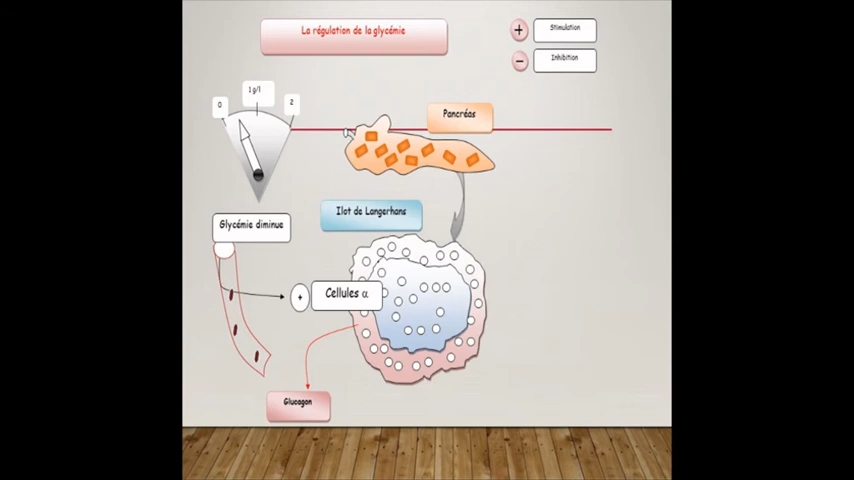 La régulation de la glycémie
+
Stimulation
−
Inhibition
0
1 g/l
2
Pancréas
Ilot de Langerhans
Glycémie diminue
+
Cellules α
Glucagon